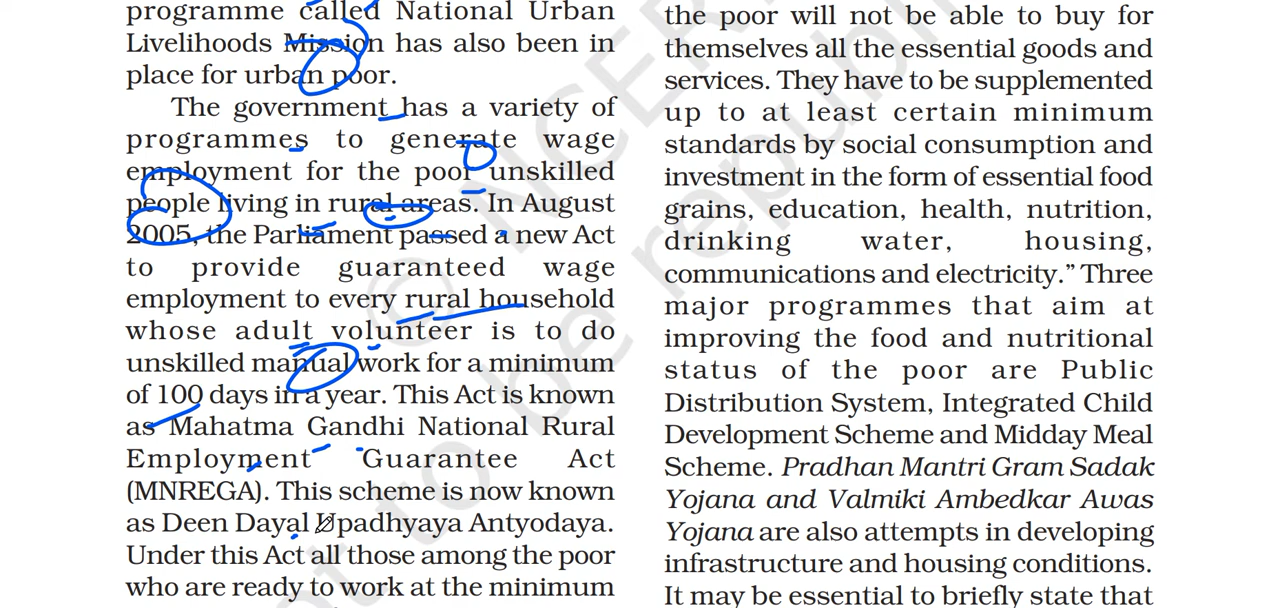 programme called National Urban
Livelihoods Mission has also been in
place for urban poor.
The government has a variety of
programmes to generate wage
employment for the poor unskilled
people living in rural areas. In August
2005, the Parliament passed a new Act
to provide guaranteed wage
employment to every rural household
whose adult volunteer is to do
unskilled manual work for a minimum
of 100 days in a year. This Act is known
as Mahatma Gandhi National Rural
Employment Guarantee Act
(MNREGA). This scheme is now known
as Deen Dayal Upadhyaya Antyodaya.
Under this Act all those among the poor
who are ready to work at the minimum
the poor will not be able to buy for
themselves all the essential goods and
services. They have to be supplemented
up to at least certain minimum
standards by social consumption and
investment in the form of essential food
grains, education, health, nutrition,
drinking water, housing,
communications and electricity.” Three
major programmes that aim at
improving the food and nutritional
status of the poor are Public
Distribution System, Integrated Child
Development Scheme and Midday Meal
Scheme. Pradhan Mantri Gram Sadak
Yojana and Valmiki Ambedkar Awas
Yojana are also attempts in developing
infrastructure and housing conditions.
It may be essential to briefly state that
© NCERT
not to be republi